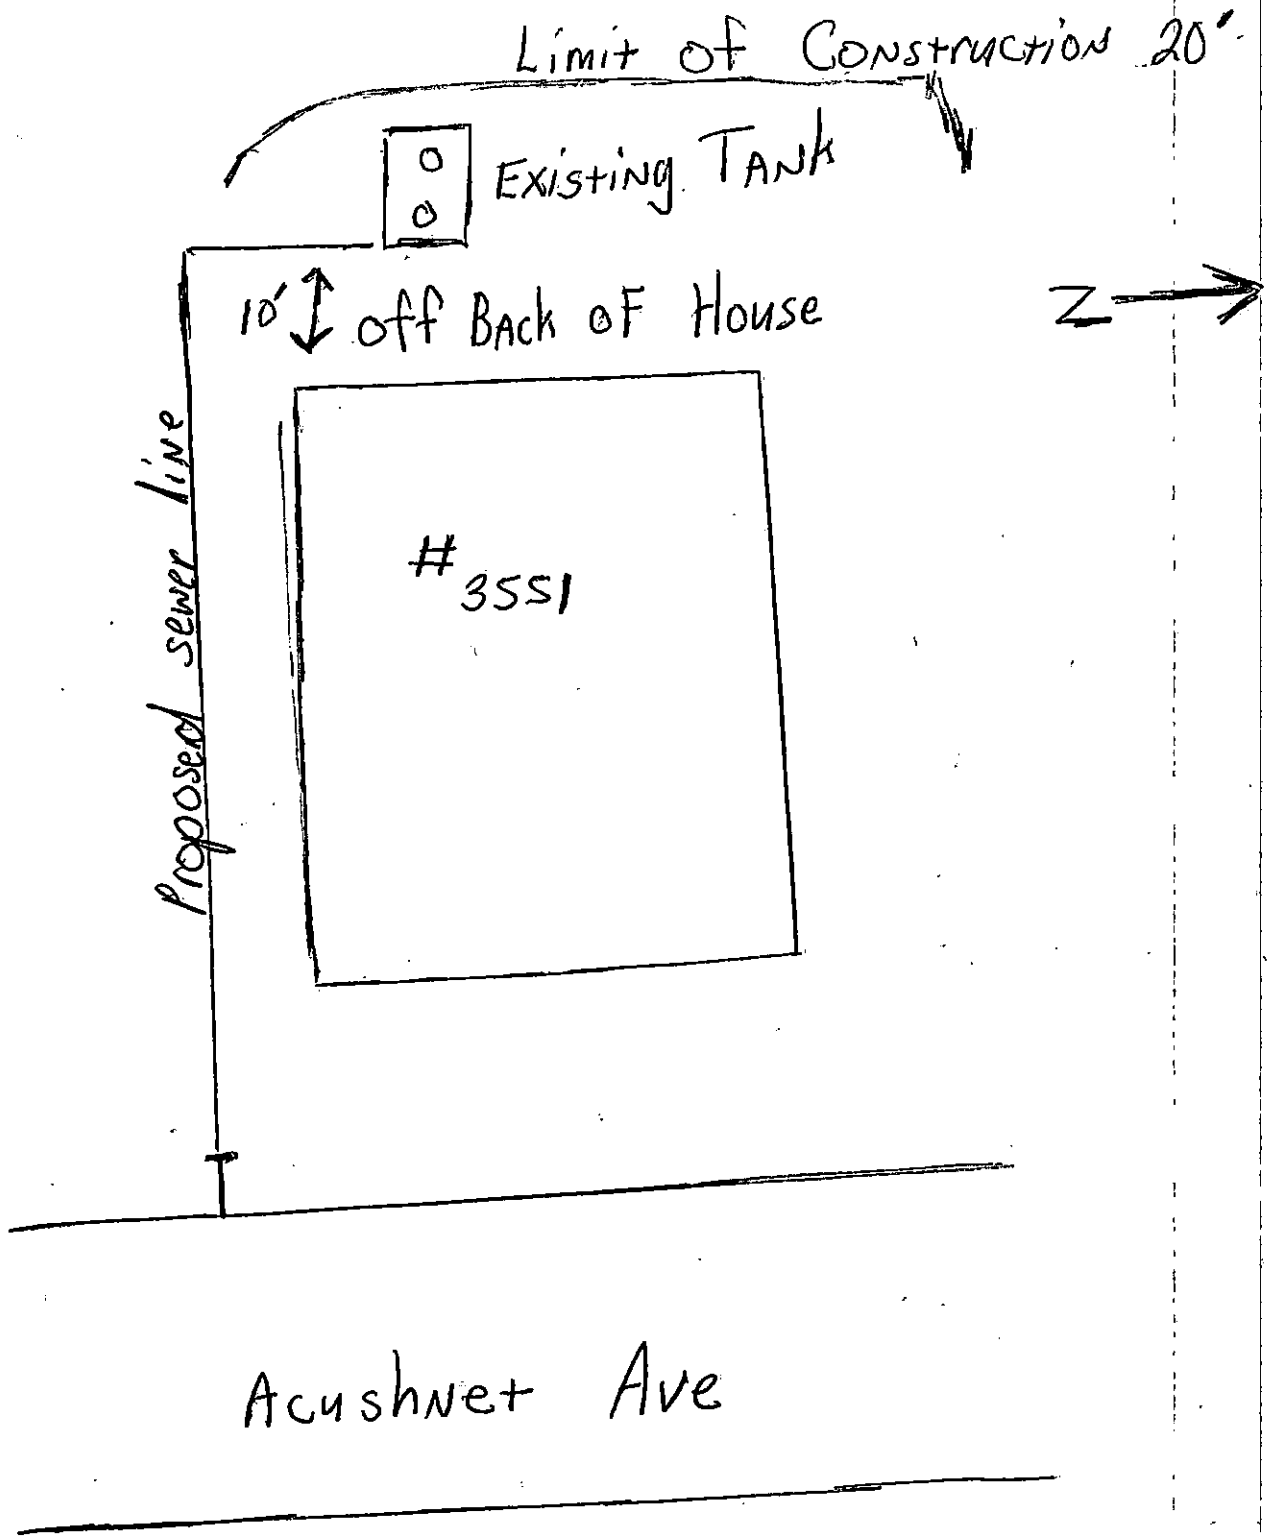 Limit of Construction 20'
Existing Tank
10' off Back of House
N
Proposed sewer line
# 3551
Acushnet Ave